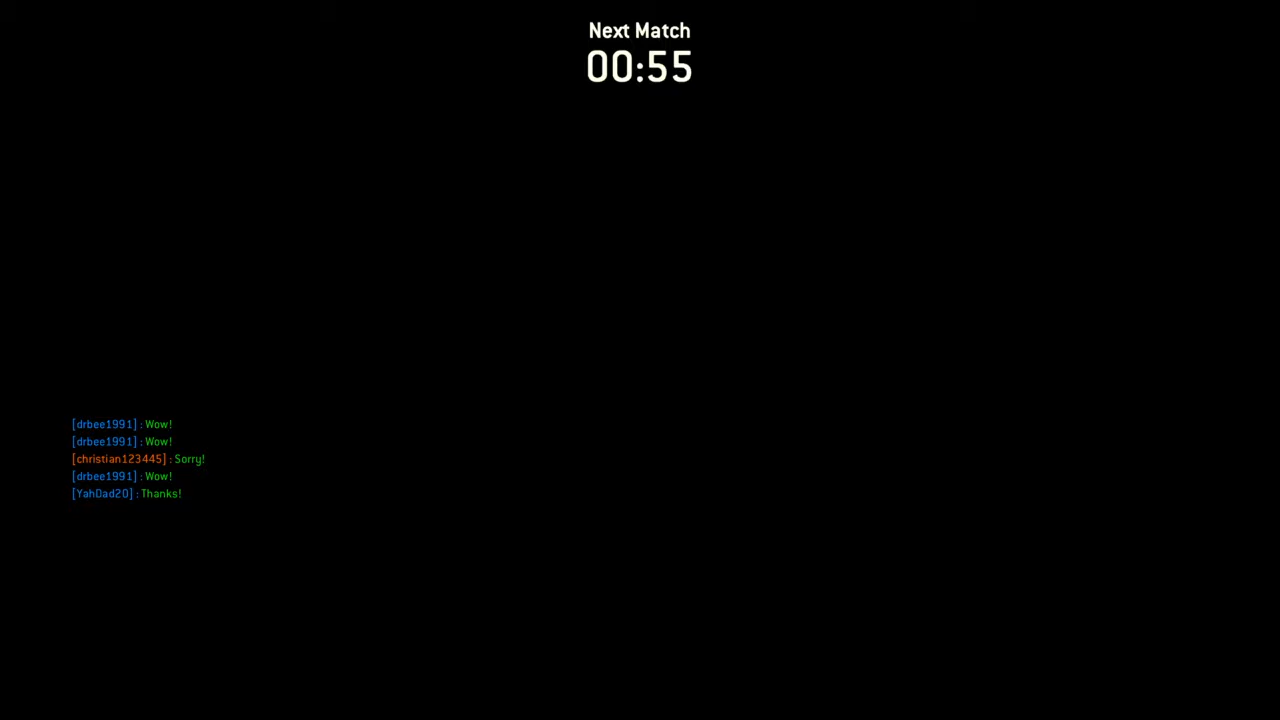 Next Match
00:55
[drbee1991] : Wow!
[drbee1991] : Wow!
[christian123445] : Sorry!
[drbee1991] : Wow!
[YahDad20] : Thanks!